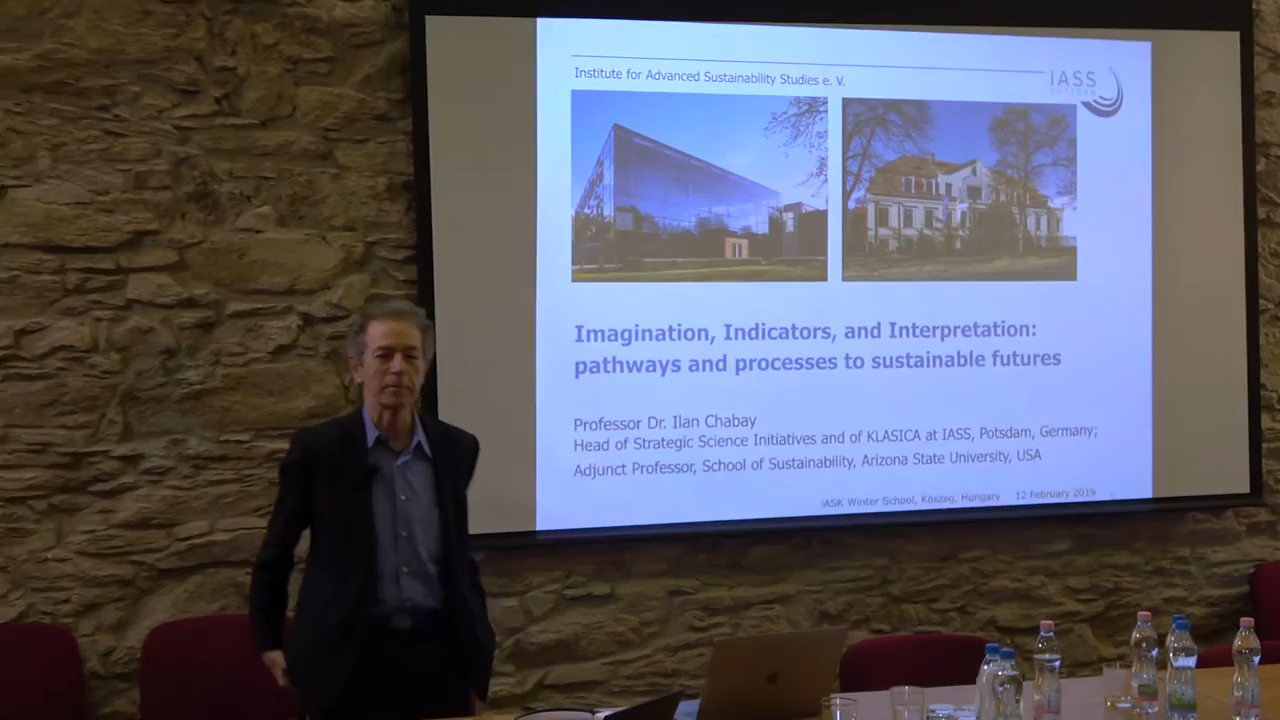 Institute for Advanced Sustainability Studies e. V.
IASS
POTSDAM
Imagination, Indicators, and Interpretation:
pathways and processes to sustainable futures
Professor Dr. Ilan Chabay
Head of Strategic Science Initiatives and of KLASICA at IASS, Potsdam, Germany;
Adjunct Professor, School of Sustainability, Arizona State University, USA
iASK Winter School, Koszeg, Hungary 12 February 2019